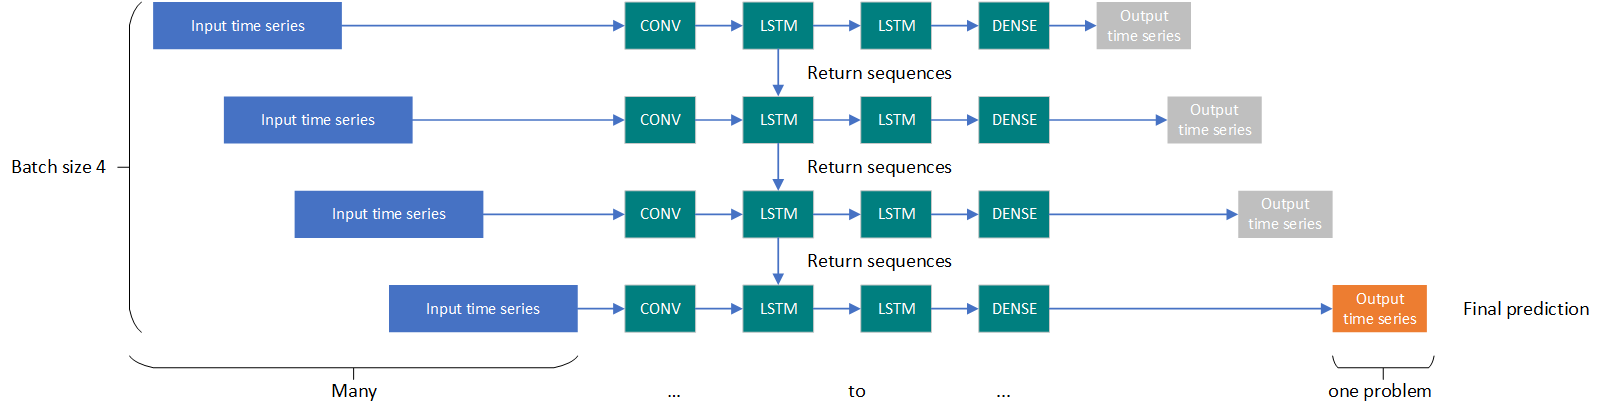 Input time series CONV LSTM LSTM DENSE Output
time series
Return sequences
Input time series CONV LSTM LSTM DENSE Output
time series
Batch size 4
Return sequences
Input time series CONV LSTM LSTM DENSE Output
time series
Return sequences
Input time series CONV LSTM LSTM DENSE Output
time series
Final prediction
Many ... to ... one problem